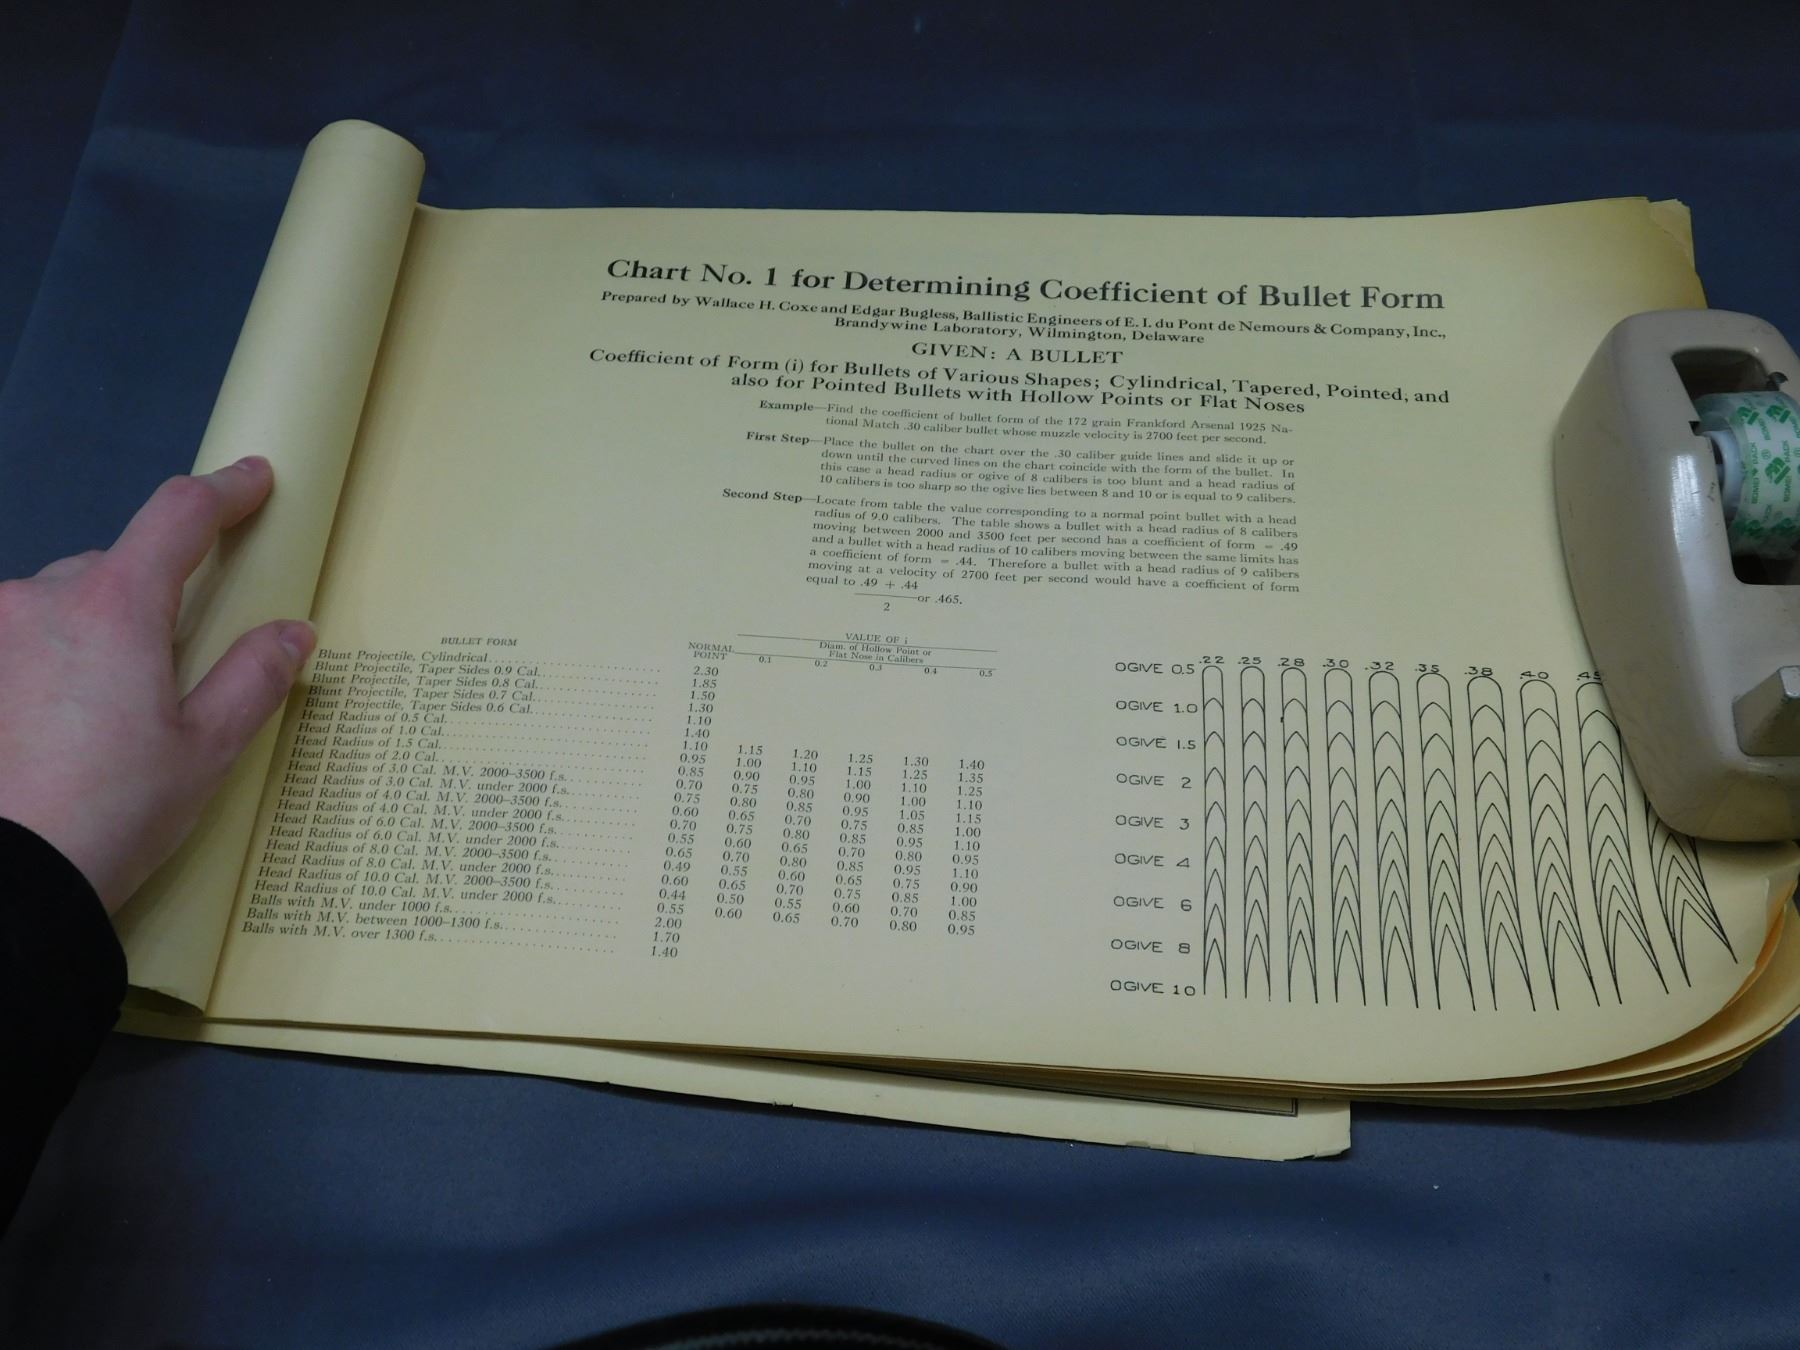 Chart No. 1 for Determining Coefficient of Bullet Form
Prepared by Wallace H. Coxe and Edgar Bugless, Ballistic Engineers of E. I. du Pont de Nemours & Company, Inc.,
Brandywine Laboratory, Wilmington, Delaware
GIVEN: A BULLET
Coefficient of Form (i) for Bullets of Various Shapes; Cylindrical, Tapered, Pointed, and
also for Pointed Bullets with Hollow Points or Flat Noses
Example—Find the coefficient of bullet form of the 172 grain Frankford Arsenal 1925 Na-
tional Match .30 caliber bullet whose muzzle velocity is 2700 feet per second.
First Step—Place the bullet on the chart over the .30 caliber guide lines and slide it up or
down until the curved lines on the chart coincide with the form of the bullet. In
this case a head radius or ogive of 8 calibers is too blunt and a head radius of
10 calibers is too sharp so the ogive lies between 8 and 10 or is equal to 9 calibers.
Second Step—Locate from table the value corresponding to a normal point bullet with a head
radius of 9.0 calibers. The table shows a bullet with a head radius of 8 calibers
moving between 2000 and 3500 feet per second has a coefficient of form = .49
and a bullet with a head radius of 10 calibers moving between the same limits has
a coefficient of form = .44. Therefore a bullet with a head radius of 9 calibers
moving at a velocity of 2700 feet per second would have a coefficient of form
equal to .49 + .44
or .465.
2
VALUE OF i
BULLET FORM NORMAL POINT Diam. of Hollow Point or
Flat Nose in Calibers
0.1 0.2 0.3 0.4 0.5
Blunt Projectile, Cylindrical 2.30
Blunt Projectile, Taper Sides 0.9 Cal. 1.85
Blunt Projectile, Taper Sides 0.8 Cal. 1.50
Blunt Projectile, Taper Sides 0.7 Cal. 1.30
Blunt Projectile, Taper Sides 0.6 Cal. 1.10
Head Radius of 0.5 Cal. 1.40
Head Radius of 1.0 Cal. 1.10 1.15 1.20 1.25 1.30 1.40
Head Radius of 1.5 Cal. 0.95 1.00 1.10 1.15 1.25 1.35
Head Radius of 2.0 Cal. 0.85 0.90 0.95 1.00 1.10 1.25
Head Radius of 3.0 Cal. M.V. 2000–3500 f.s. 0.70 0.75 0.80 0.90 1.00 1.10
Head Radius of 3.0 Cal. M.V. under 2000 f.s. 0.75 0.80 0.85 0.95 1.05 1.15
Head Radius of 4.0 Cal. M.V. 2000–3500 f.s. 0.60 0.65 0.70 0.75 0.85 1.00
Head Radius of 4.0 Cal. M.V. under 2000 f.s. 0.70 0.75 0.80 0.85 0.95 1.10
Head Radius of 6.0 Cal. M.V. 2000–3500 f.s. 0.55 0.60 0.65 0.70 0.80 0.95
Head Radius of 6.0 Cal. M.V. under 2000 f.s. 0.65 0.70 0.80 0.85 0.95 1.10
Head Radius of 8.0 Cal. M.V. 2000–3500 f.s. 0.49 0.55 0.60 0.65 0.75 0.90
Head Radius of 8.0 Cal. M.V. under 2000 f.s. 0.60 0.65 0.70 0.75 0.85 1.00
Head Radius of 10.0 Cal. M.V. 2000–3500 f.s. 0.44 0.50 0.55 0.60 0.70 0.85
Head Radius of 10.0 Cal. M.V. under 2000 f.s. 0.55 0.60 0.65 0.70 0.80 0.95
Balls with M.V. under 1000 f.s. 2.00
Balls with M.V. between 1000–1300 f.s. 1.70
Balls with M.V. over 1300 f.s. 1.40
.22 .25 .28 .30 .32 .35 .38 .40 .45
OGIVE 0.5
OGIVE 1.0
OGIVE 1.5
OGIVE 2
OGIVE 3
OGIVE 4
OGIVE 6
OGIVE 8
OGIVE 10